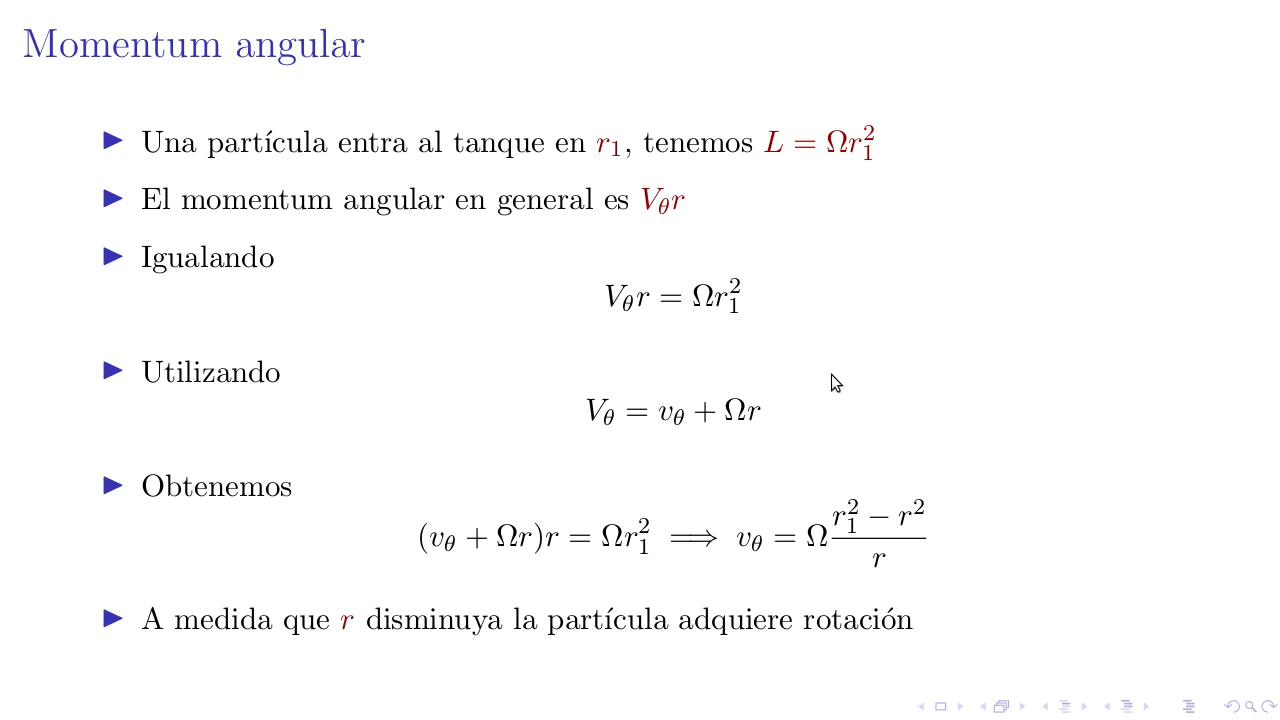 Momentum angular
▶ Una partícula entra al tanque en r₁, tenemos L = Ωr₁²
▶ El momentum angular en general es V_θ r
▶ Igualando
V_θ r = Ωr₁²
▶ Utilizando
V_θ = v_θ + Ωr
▶ Obtenemos
(v_θ + Ωr)r = Ωr₁² ⟹ v_θ = Ω (r₁² − r²)/r
▶ A medida que r disminuya la partícula adquiere rotación